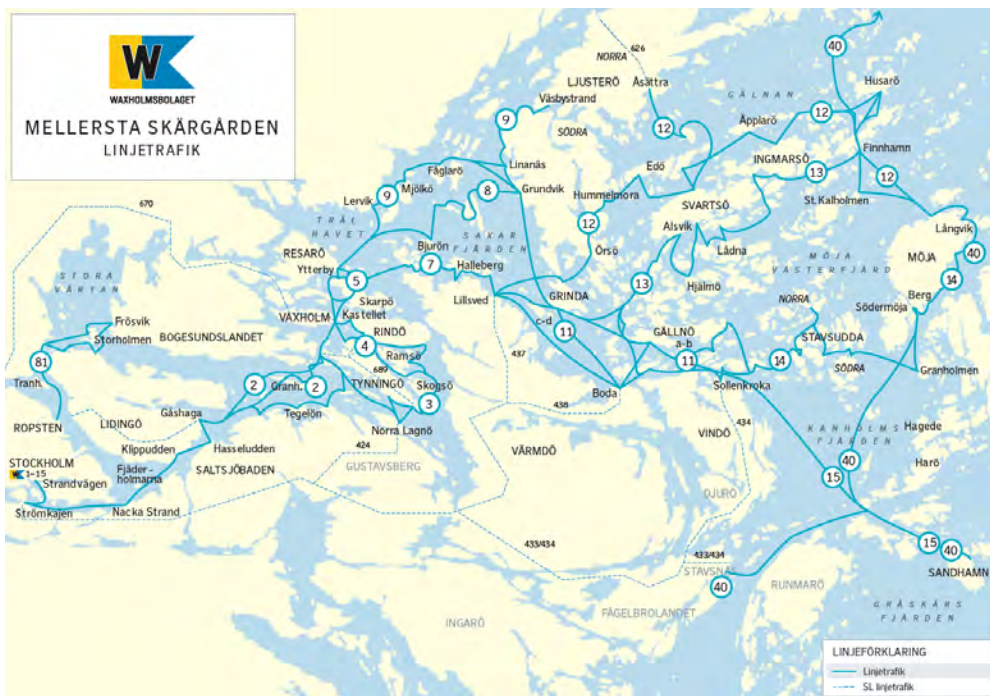 W
WAXHOLMSBOLAGET
MELLERSTA SKÄRGÅRDEN
LINJETRAFIK
40
626
NORRA
LJUSTERÖ
Åsättra
Husarö
GÄLNAN
Väsbystrand
9
SÖDRA
12
Äpplarö
12
Finnhamn
Linanäs
Edö
INGMARSÖ
13
12
Fåglarö
Mjölkö
9
8
Grundvik
Hummelmora
SVARTSÖ
St. Kalholmen
Lervik
670
TRÄL
HAVET
SAXAR
FJÄRDEN
12
Alsvik
Långvik
RESARÖ
Bjurön
Örsö
Lådna
MÖJA
VÄSTERFJÄRD
MÖJA
40
Ytterby
5
7
Halleberg
STORA
VÄRTAN
13
Hjälmö
14
Skarpö
Lillsved
GRINDA
NORRA
Södermöja
Berg
Kastellet
VAXHOLM
c-d
Frösvik
BOGESUNDSLANDET
RINDÖ
11
GÄLLNÖ
a-b
STAVSUDDA
Storholmen
4
Ramsö
437
11
14
81
689
SÖDRA
Granholmen
Tranh.
2
Granh.
2
TYNNINGÖ
Skogsö
Boda
Sollenkroka
3
438
Gåshaga
Tegelön
ROPSTEN
LIDINGÖ
Norra Lagnö
434
KANHOLMS
FJÄRDEN
Hagede
Klippudden
Hasseludden
424
VÄRMDÖ
VINDÖ
STOCKHOLM
W 1-15
Fjäder-
holmarna
SALTSJÖBADEN
GUSTAVSBERG
40
Harö
Strandvägen
15
DJURÖ
Strömkajen
Nacka Strand
433/434
15
40
433/434
SANDHAMN
STAVSNÄS
40
RUNMARÖ
FÅGELBROLANDET
GRÅSKÄRS
FJÄRDEN
INGARÖ
LINJEFÖRKLARING
Linjetrafik
SL linjetrafik